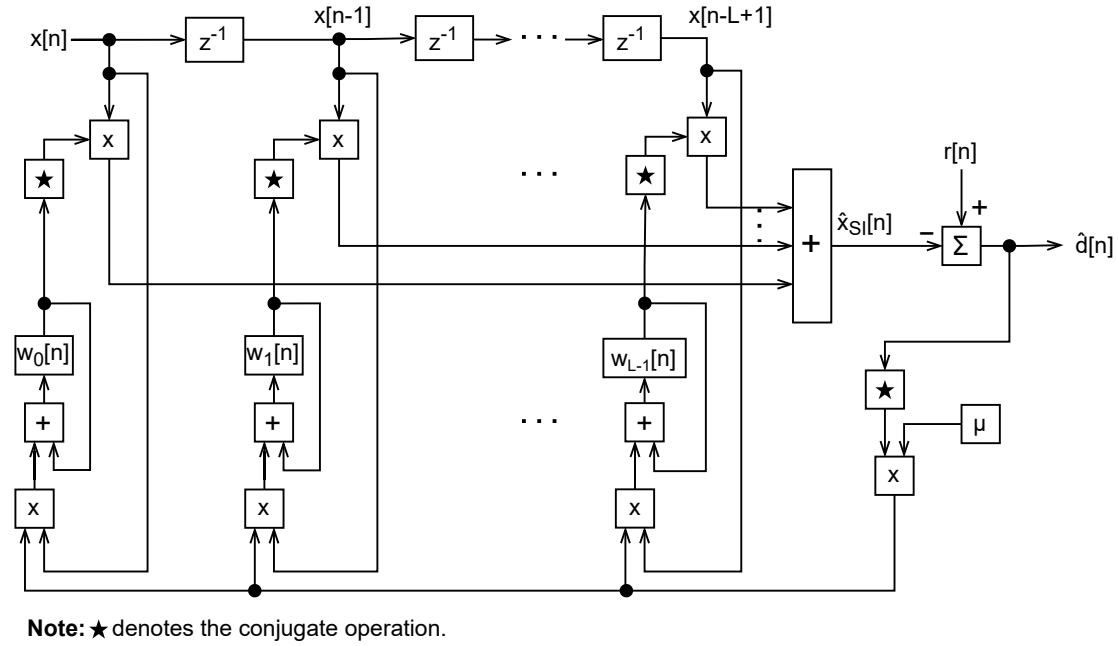 x[n]
z⁻¹
x[n-1]
z⁻¹
. . .
z⁻¹
x[n-L+1]
x
x
x
★
★
. . .
★
r[n]
+
x̂SI[n]
−
Σ
d̂[n]
+
w0[n]
w1[n]
wL-1[n]
★
+
+
. . .
+
μ
x
x
x
x
Note: ★ denotes the conjugate operation.